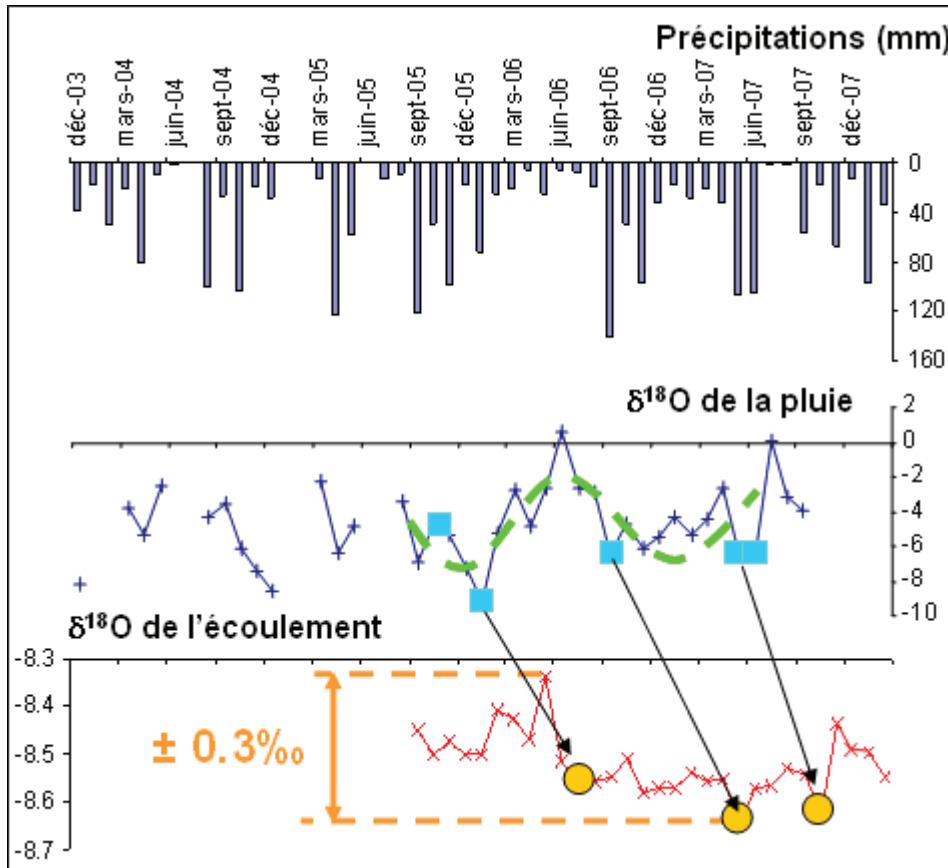 Précipitations (mm)
déc-03
mars-04
juin-04
sept-04
déc-04
mars-05
juin-05
sept-05
déc-05
mars-06
juin-06
sept-06
déc-06
mars-07
juin-07
sept-07
déc-07
0
40
80
120
160
δ¹⁸O de la pluie
2
0
-2
-4
-6
-8
-10
δ¹⁸O de l'écoulement
-8.3
-8.4
-8.5
-8.6
-8.7
± 0.3‰